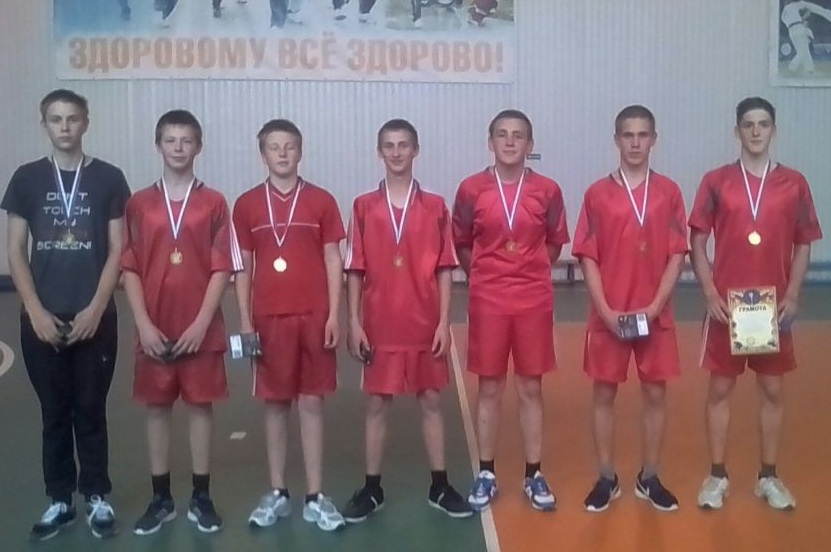 ЗДОРОВОМУ ВСЁ ЗДОРОВО!
DON'T
TOUCH
MY
SCREEN!
ГРАМОТА